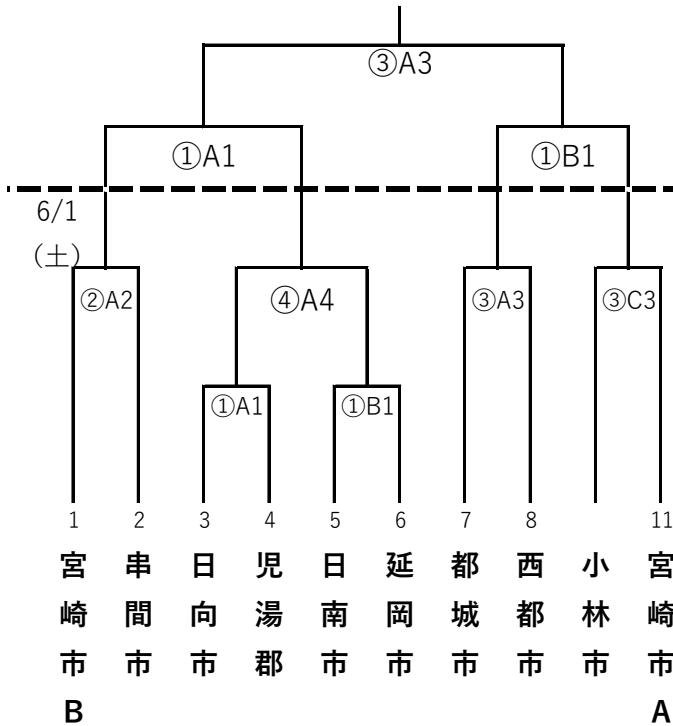 ③A3
①A1
①B1
6/1
(土)
②A2
④A4
③A3
③C3
①A1
①B1
1
2
3
4
5
6
7
8
11
宮崎市B
串間市
日向市
児湯郡
日南市
延岡市
都城市
西都市
小林市
宮崎市A